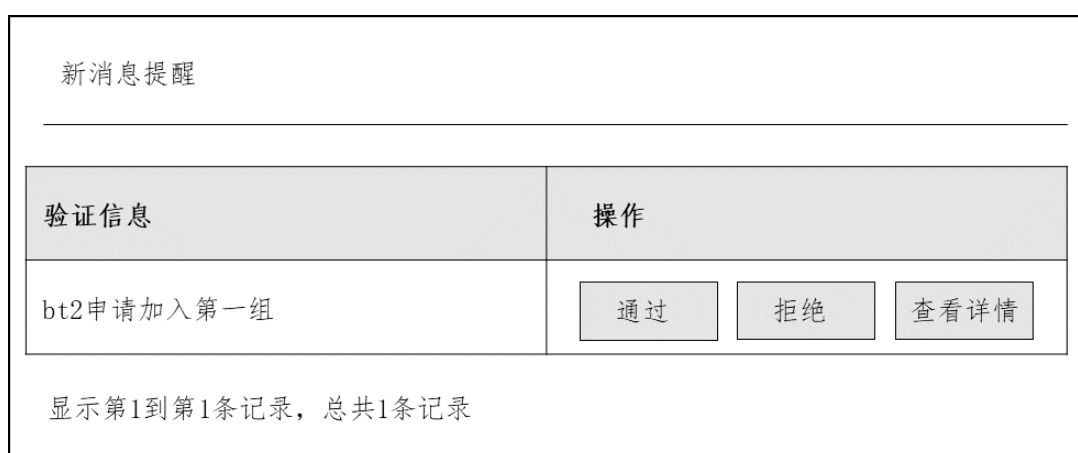 新消息提醒
验证信息 操作
bt2申请加入第一组 通过 拒绝 查看详情
显示第1到第1条记录，总共1条记录